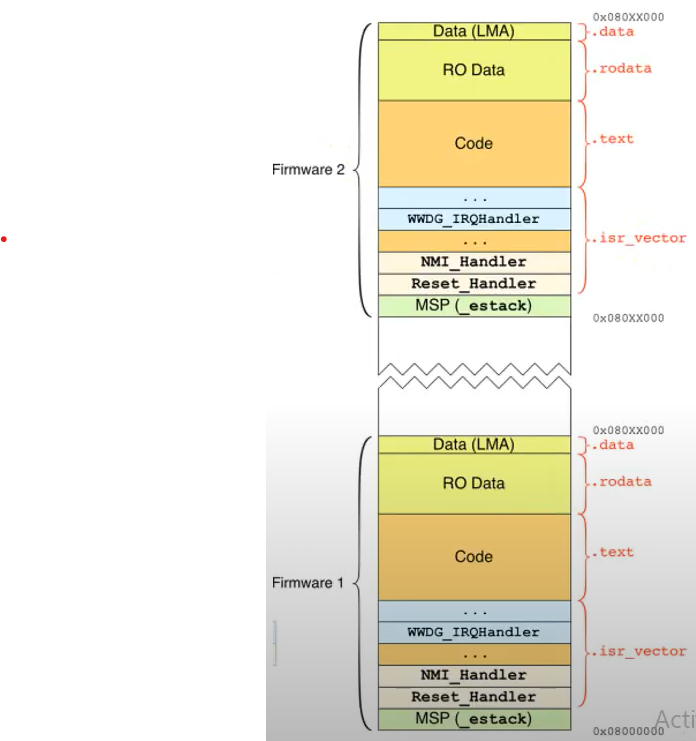 0x080XX000
Data (LMA)
.data
RO Data
.rodata
Code
.text
Firmware 2
...
WWDG_IRQHandler
...
.isr_vector
NMI_Handler
Reset_Handler
MSP (_estack)
0x080XX000
0x080XX000
Data (LMA)
.data
RO Data
.rodata
Code
.text
Firmware 1
...
WWDG_IRQHandler
...
.isr_vector
NMI_Handler
Reset_Handler
MSP (_estack)
Acti
0x08000000